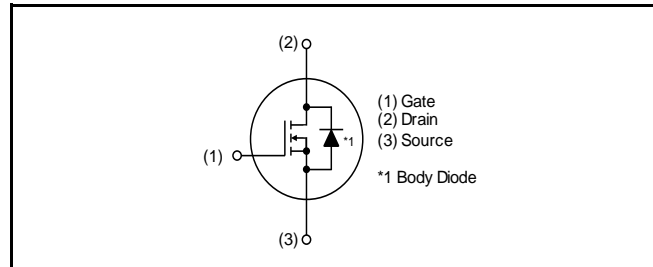 (2)
(1) Gate
(2) Drain
(3) Source
*1
(1)
*1 Body Diode
(3)